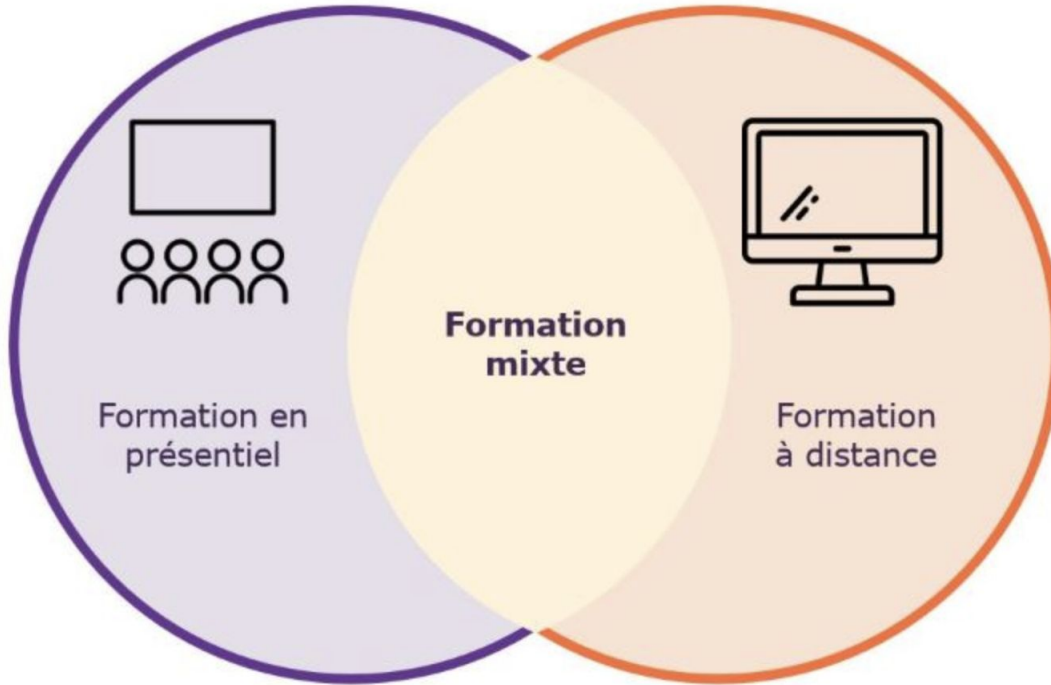 Formation
mixte
Formation en
présentiel
Formation
à distance